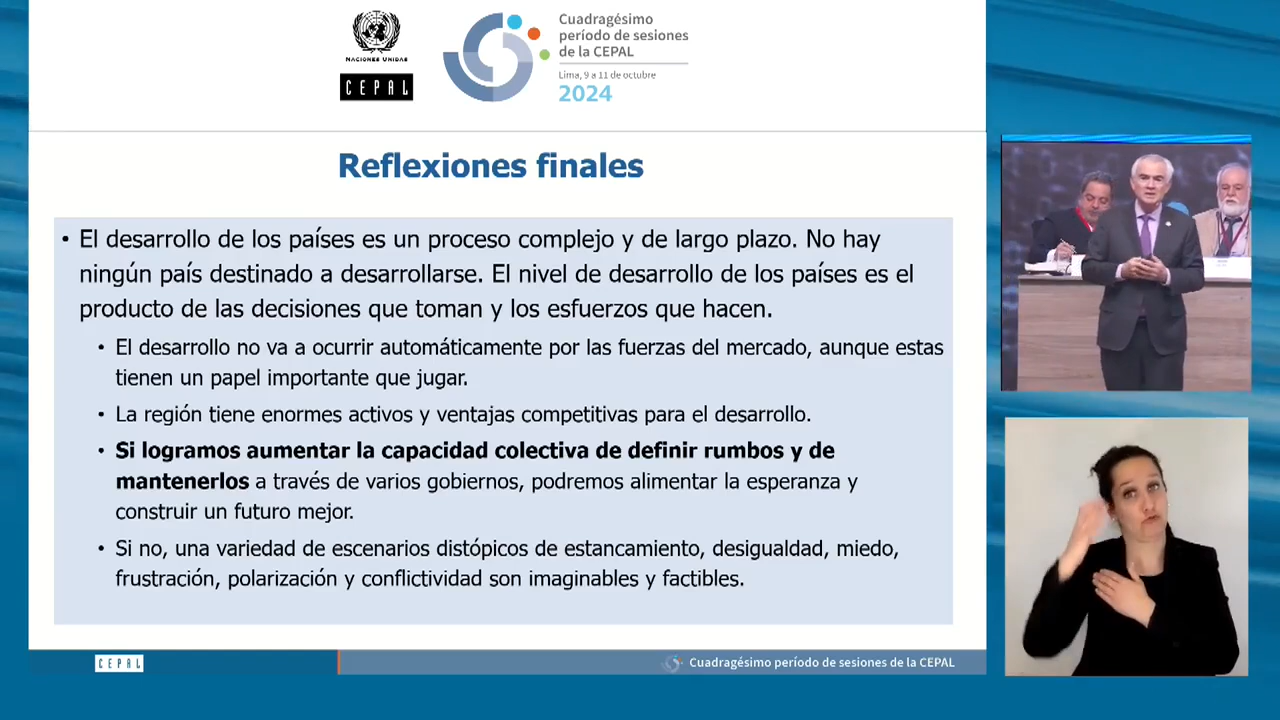 NACIONES UNIDAS
CEPAL
Cuadragésimo
período de sesiones
de la CEPAL
Lima, 9 a 11 de octubre
2024
Reflexiones finales
• El desarrollo de los países es un proceso complejo y de largo plazo. No hay
ningún país destinado a desarrollarse. El nivel de desarrollo de los países es el
producto de las decisiones que toman y los esfuerzos que hacen.
• El desarrollo no va a ocurrir automáticamente por las fuerzas del mercado, aunque estas
tienen un papel importante que jugar.
• La región tiene enormes activos y ventajas competitivas para el desarrollo.
• Si logramos aumentar la capacidad colectiva de definir rumbos y de
mantenerlos a través de varios gobiernos, podremos alimentar la esperanza y
construir un futuro mejor.
• Si no, una variedad de escenarios distópicos de estancamiento, desigualdad, miedo,
frustración, polarización y conflictividad son imaginables y factibles.
CEPAL
Cuadragésimo período de sesiones de la CEPAL